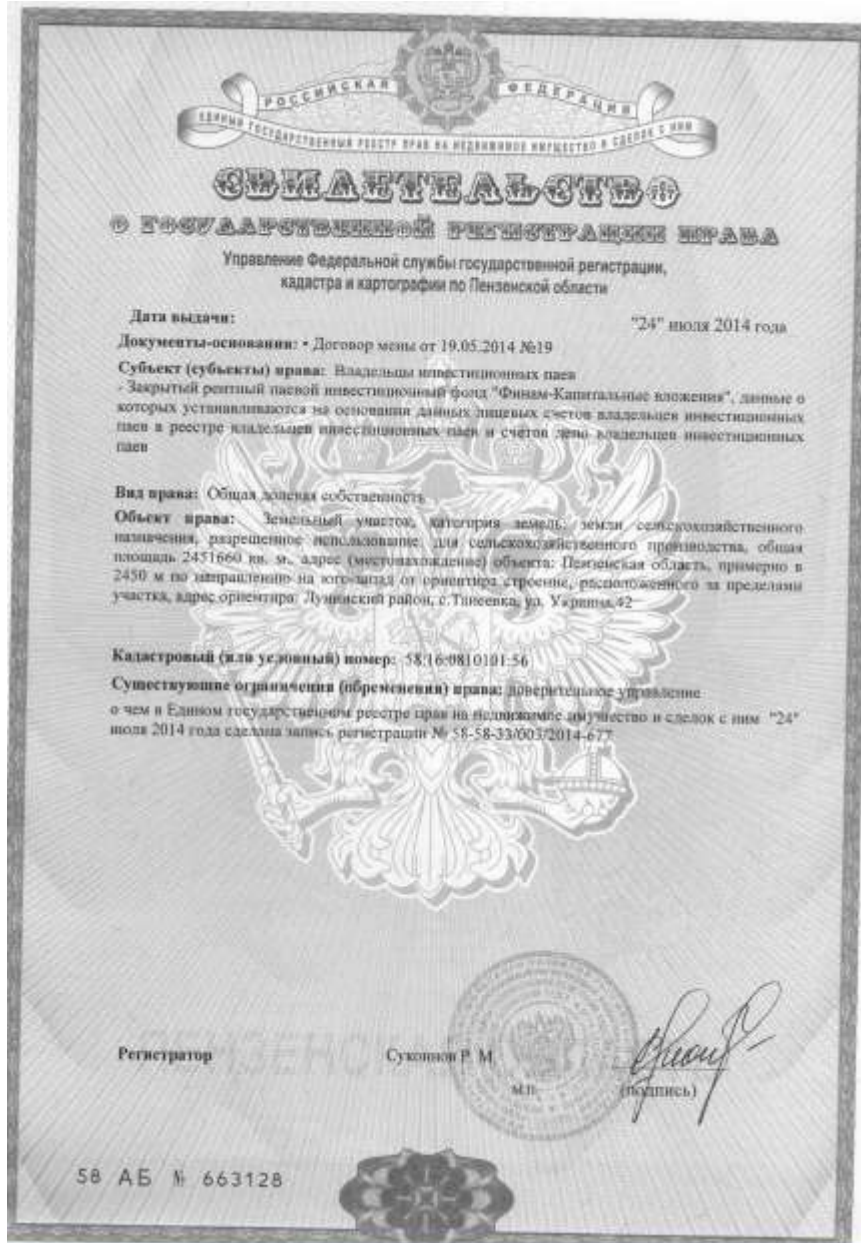 РОССИЙСКАЯ ФЕДЕРАЦИЯ
ЕДИНЫЙ ГОСУДАРСТВЕННЫЙ РЕЕСТР ПРАВ НА НЕДВИЖИМОЕ ИМУЩЕСТВО И СДЕЛОК С НИМ
СВИДЕТЕЛЬСТВО
О ГОСУДАРСТВЕННОЙ РЕГИСТРАЦИИ ПРАВА
Управление Федеральной службы государственной регистрации,
кадастра и картографии по Пензенской области
Дата выдачи: "24" июля 2014 года
Документы-основания: • Договор мены от 19.05.2014 №19
Субъект (субъекты) права: Владельцы инвестиционных паев
- Закрытый рентный паевой инвестиционный фонд "Финам-Капитальные вложения", данные о
которых устанавливаются на основании данных лицевых счетов владельцев инвестиционных
паев в реестре владельцев инвестиционных паев и счетов депо владельцев инвестиционных
паев
Вид права: Общая долевая собственность
Объект права: Земельный участок, категория земель: земли сельскохозяйственного
назначения, разрешенное использование: для сельскохозяйственного производства, общая
площадь 2451660 кв. м., адрес (местонахождение) объекта: Пензенская область, примерно в
2450 м по направлению на юго-запад от ориентира строение, расположенного за пределами
участка, адрес ориентира: Лунинский район, с. ул. Украина,42
Кадастровый (или условный) номер: 58:16:0810101:56
Существующие ограничения (обременения) права: доверительное управление
о чем в Едином государственном реестре прав на недвижимое имущество и сделок с ним "24"
июля 2014 года сделана запись регистрации № 58-58-33/003/2014-677
Регистратор Суконнов Р. М.
м.п. (подпись)
58 АБ № 663128